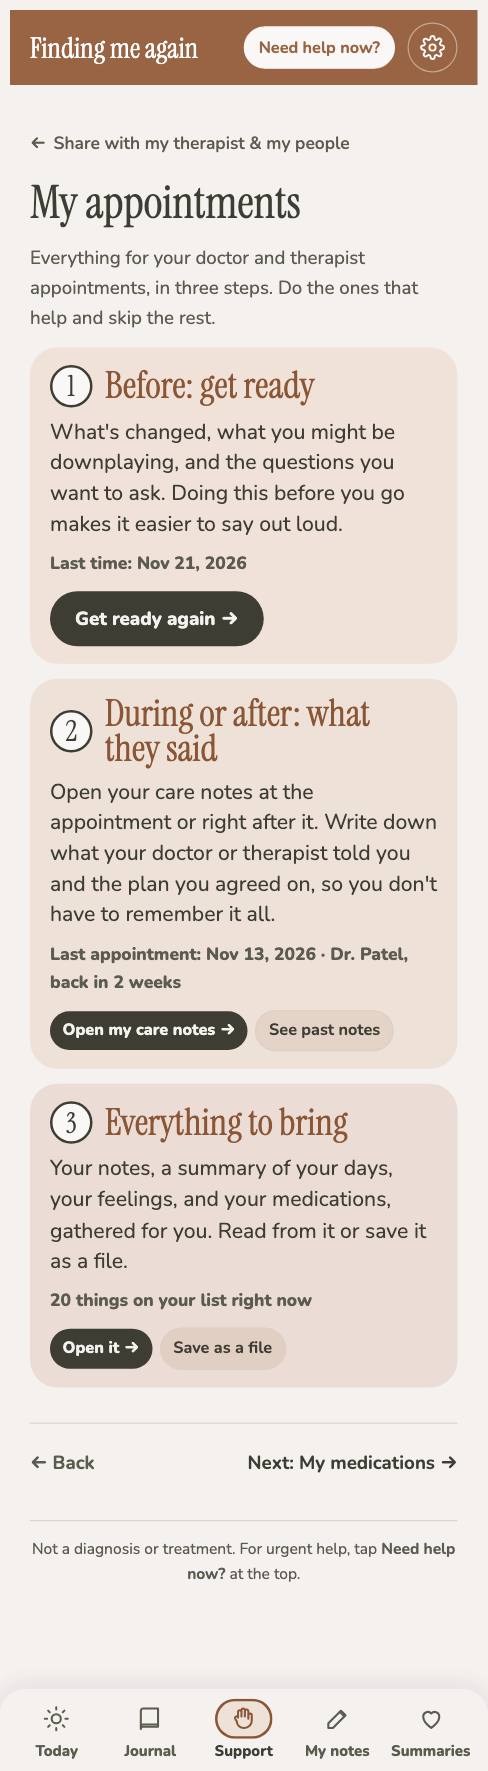 Finding me again
Need help now?
← Share with my therapist & my people
My appointments
Everything for your doctor and therapist
appointments, in three steps. Do the ones that
help and skip the rest.
1 Before: get ready
What's changed, what you might be
downplaying, and the questions you
want to ask. Doing this before you go
makes it easier to say out loud.
Last time: Nov 21, 2026
Get ready again →
2 During or after: what
they said
Open your care notes at the
appointment or right after it. Write down
what your doctor or therapist told you
and the plan you agreed on, so you don't
have to remember it all.
Last appointment: Nov 13, 2026 · Dr. Patel,
back in 2 weeks
Open my care notes →
See past notes
3 Everything to bring
Your notes, a summary of your days,
your feelings, and your medications,
gathered for you. Read from it or save it
as a file.
20 things on your list right now
Open it →
Save as a file
← Back
Next: My medications →
Not a diagnosis or treatment. For urgent help, tap Need help
now? at the top.
Today
Journal
Support
My notes
Summaries